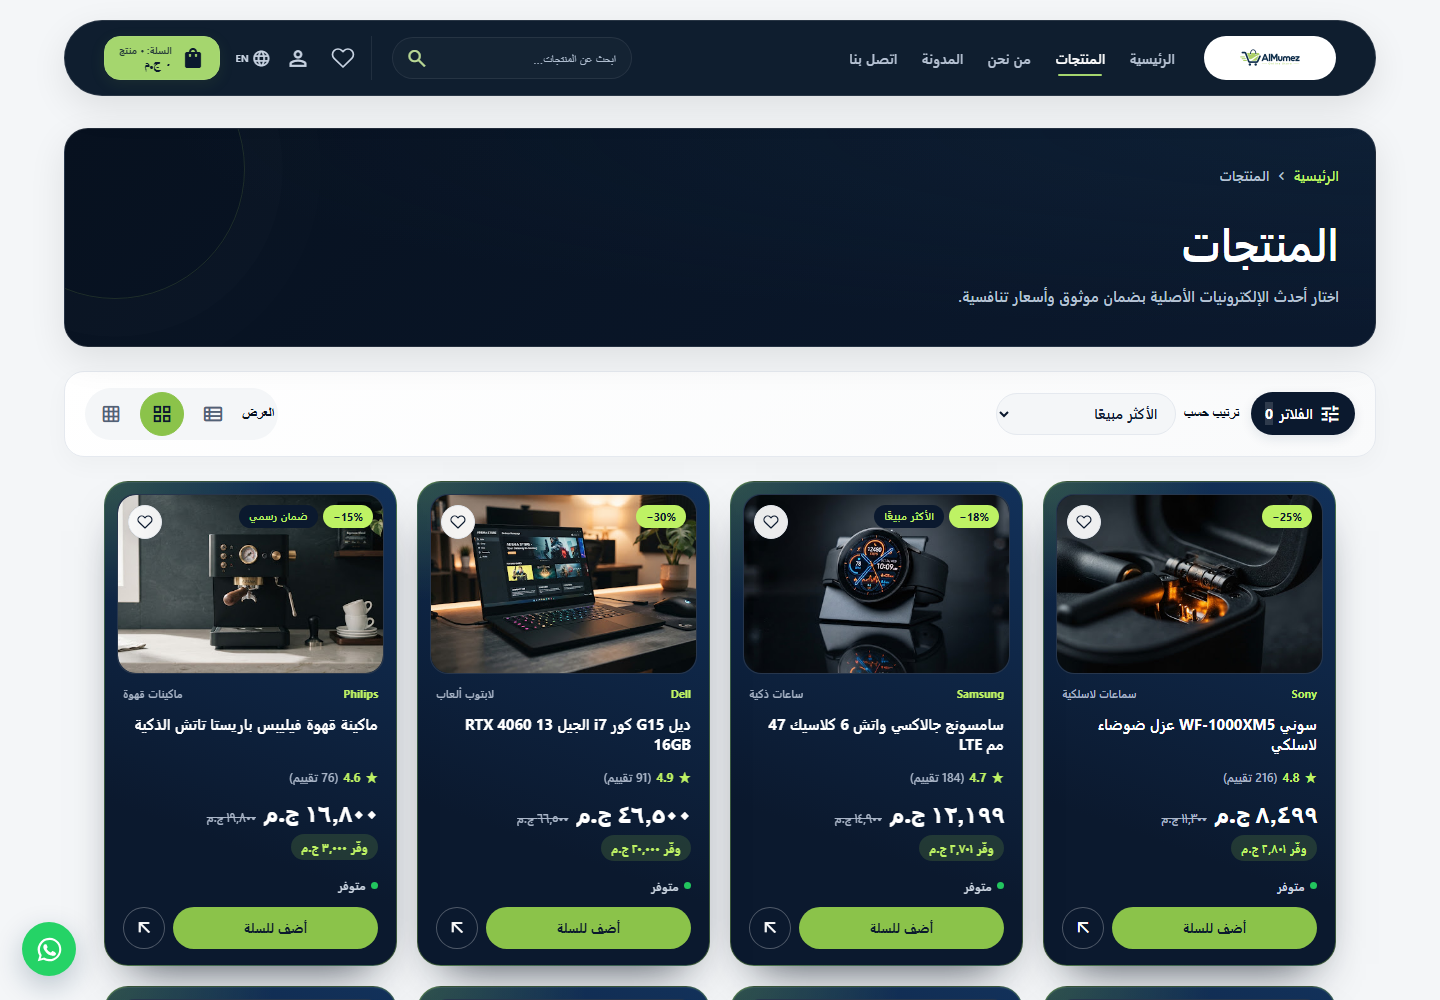 AlMumez
الرئيسية
المنتجات
من نحن
المدونة
اتصل بنا
ابحث عن المنتجات...
EN
السلة: ٠ منتج
٠ ج.م
الرئيسية › المنتجات
المنتجات
اختار أحدث الإلكترونيات الأصلية بضمان موثوق وأسعار تنافسية.
الفلاتر 0
ترتيب حسب
الأكثر مبيعًا
العرض
−25%
Sony
سماعات لاسلكية
سوني WF-1000XM5 عزل ضوضاء
لاسلكي
★ 4.8 (216 تقييم)
٨,٤٩٩ ج.م ١١,٣٠٠ ج.م
وفّر ٢,٨٠١ ج.م
متوفر
أضف للسلة
−18%
الأكثر مبيعًا
10:09
Samsung
ساعات ذكية
سامسونج جالاكسي واتش 6 كلاسيك 47
مم LTE
★ 4.7 (184 تقييم)
١٢,١٩٩ ج.م ١٤,٩٠٠ ج.م
وفّر ٢,٧٠١ ج.م
متوفر
أضف للسلة
−30%
Dell
لابتوب ألعاب
ديل G15 كور i7 الجيل 13 RTX 4060
16GB
★ 4.9 (91 تقييم)
٤٦,٥٠٠ ج.م ٦٦,٥٠٠ ج.م
وفّر ٢٠,٠٠٠ ج.م
متوفر
أضف للسلة
−15%
ضمان رسمي
Philips
ماكينات قهوة
ماكينة قهوة فيليبس باريستا تاتش الذكية
★ 4.6 (76 تقييم)
١٦,٨٠٠ ج.م ١٩,٨٠٠ ج.م
وفّر ٣,٠٠٠ ج.م
متوفر
أضف للسلة